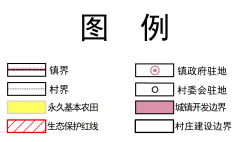 图 例
镇界 镇政府驻地
村界 村委会驻地
永久基本农田 城镇开发边界
生态保护红线 村庄建设边界